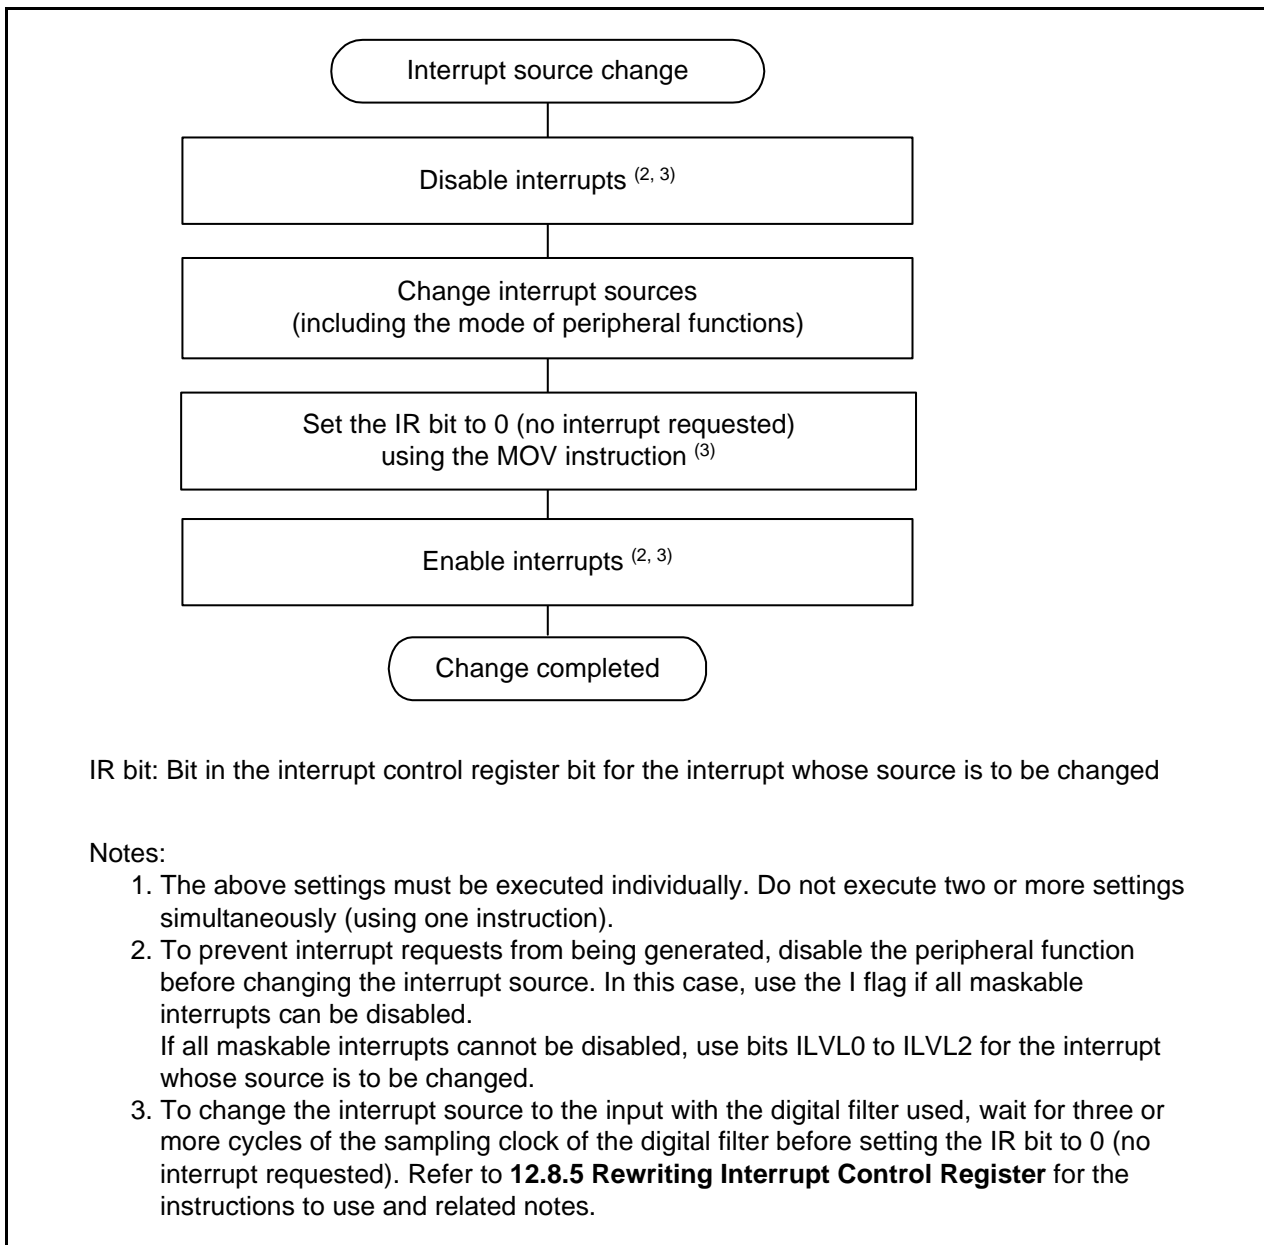 Interrupt source change
Disable interrupts (2, 3)
Change interrupt sources
(including the mode of peripheral functions)
Set the IR bit to 0 (no interrupt requested)
using the MOV instruction (3)
Enable interrupts (2, 3)
Change completed
IR bit: Bit in the interrupt control register bit for the interrupt whose source is to be changed
Notes:
1. The above settings must be executed individually. Do not execute two or more settings
simultaneously (using one instruction).
2. To prevent interrupt requests from being generated, disable the peripheral function
before changing the interrupt source. In this case, use the I flag if all maskable
interrupts can be disabled.
If all maskable interrupts cannot be disabled, use bits ILVL0 to ILVL2 for the interrupt
whose source is to be changed.
3. To change the interrupt source to the input with the digital filter used, wait for three or
more cycles of the sampling clock of the digital filter before setting the IR bit to 0 (no
interrupt requested). Refer to 12.8.5 Rewriting Interrupt Control Register for the
instructions to use and related notes.